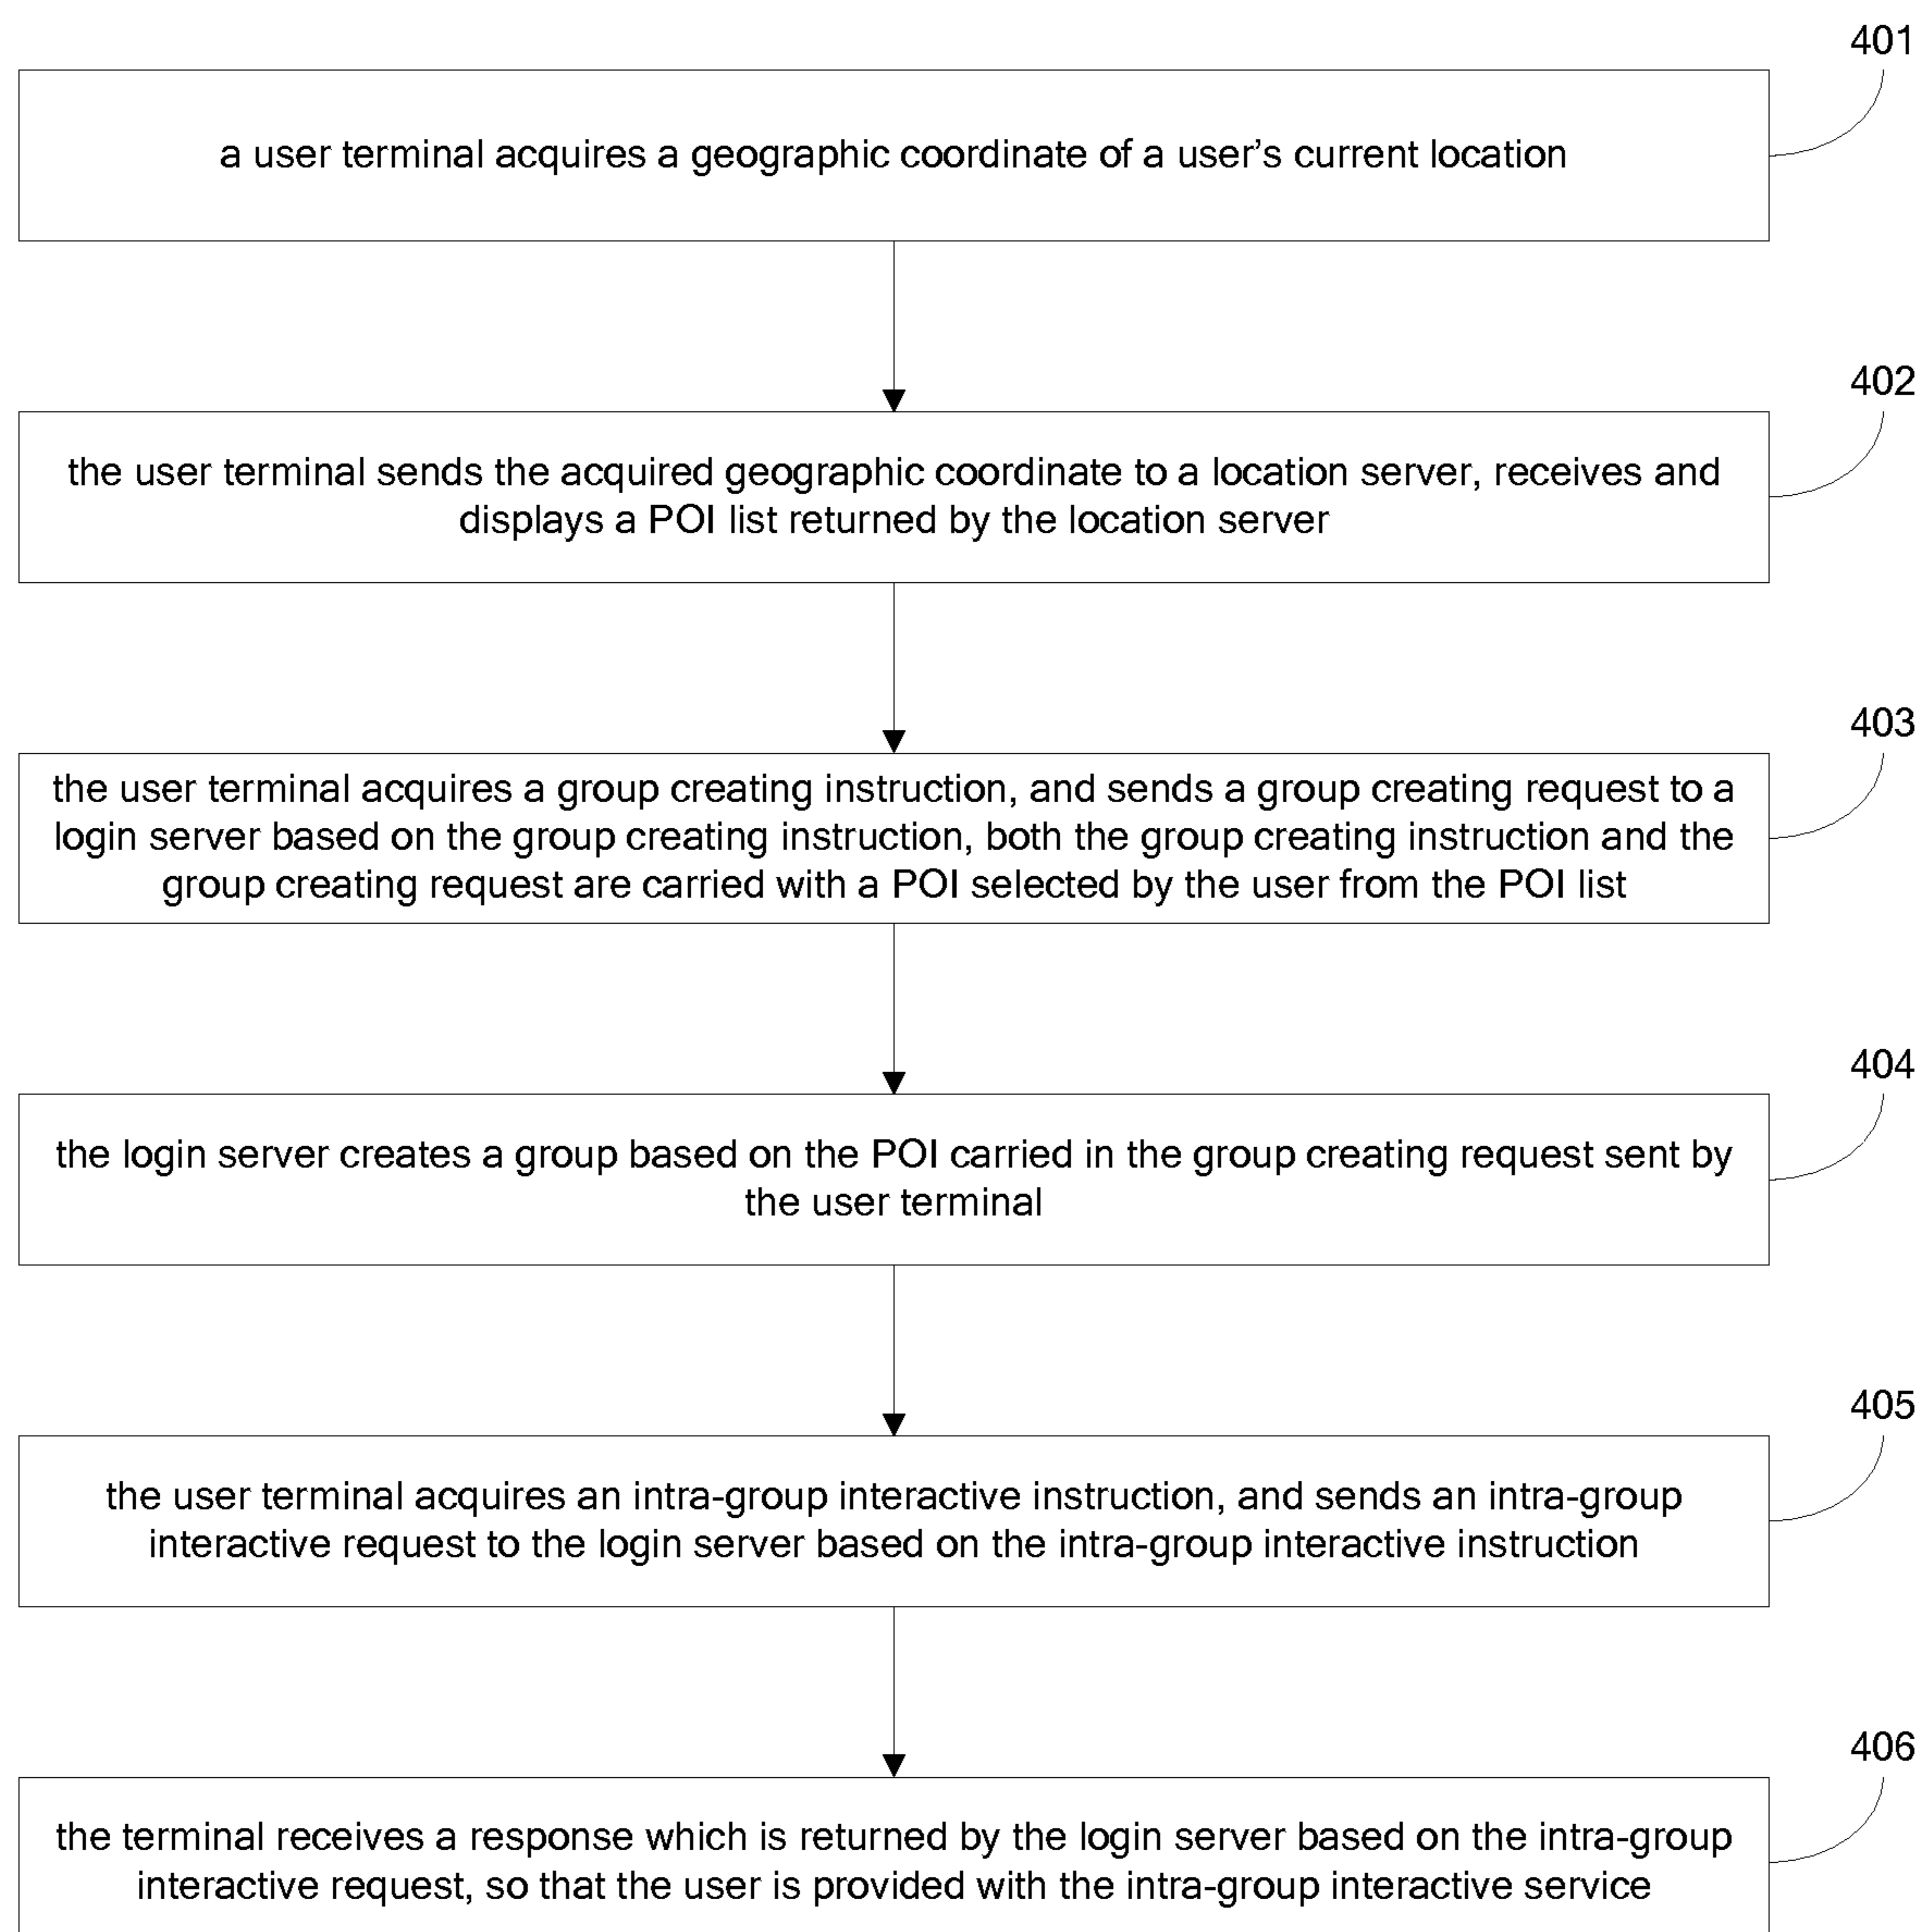 401
a user terminal acquires a geographic coordinate of a user’s current location
402
the user terminal sends the acquired geographic coordinate to a location server, receives and
displays a POI list returned by the location server
403
the user terminal acquires a group creating instruction, and sends a group creating request to a
login server based on the group creating instruction, both the group creating instruction and the
group creating request are carried with a POI selected by the user from the POI list
404
the login server creates a group based on the POI carried in the group creating request sent by
the user terminal
405
the user terminal acquires an intra-group interactive instruction, and sends an intra-group
interactive request to the login server based on the intra-group interactive instruction
406
the terminal receives a response which is returned by the login server based on the intra-group
interactive request, so that the user is provided with the intra-group interactive service